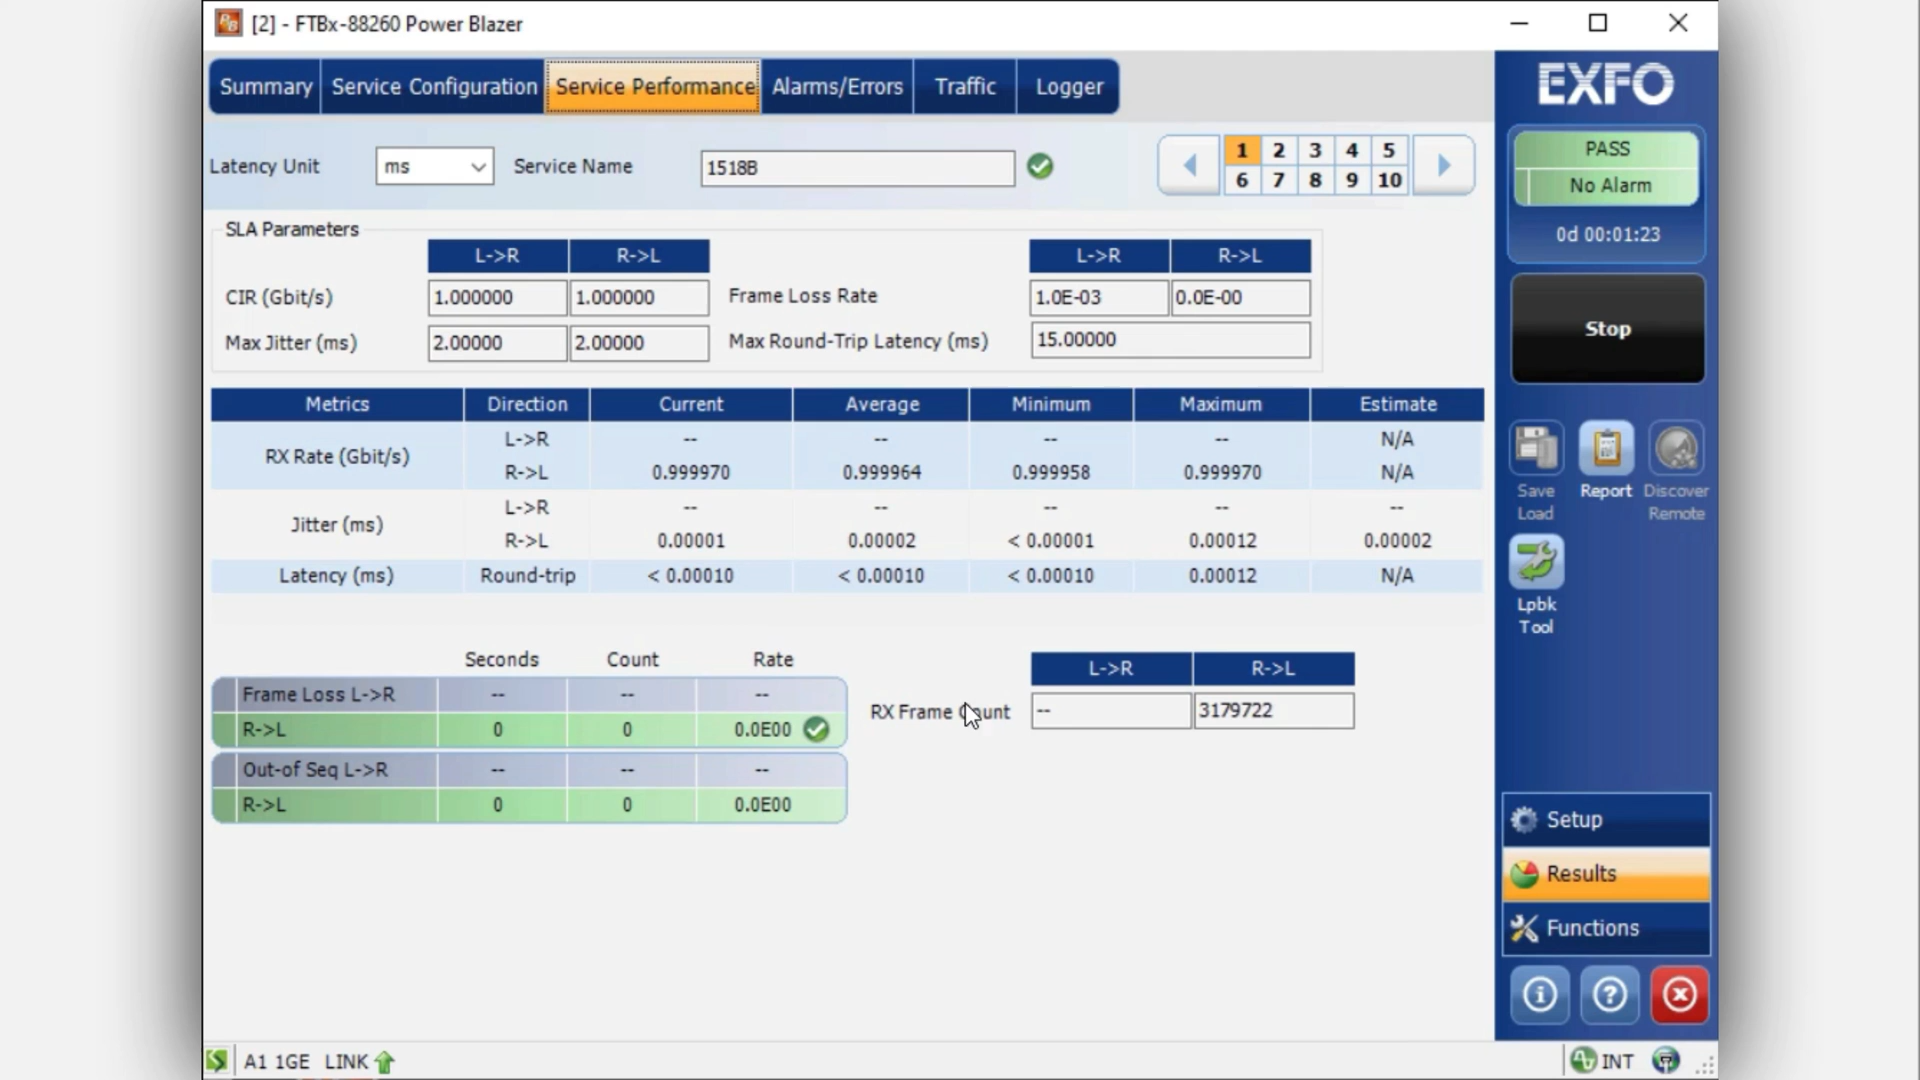 [2] - FTBx-88260 Power Blazer
Summary Service Configuration Service Performance Alarms/Errors Traffic Logger
EXFO
PASS
No Alarm
0d 00:01:23
Stop
Save Load
Report
Discover Remote
Lpbk Tool
Setup
Results
Functions
Latency Unit ms Service Name 1518B
1 2 3 4 5
6 7 8 9 10
SLA Parameters
L->R R->L L->R R->L
CIR (Gbit/s) 1.000000 1.000000 Frame Loss Rate 1.0E-03 0.0E-00
Max Jitter (ms) 2.00000 2.00000 Max Round-Trip Latency (ms) 15.00000
Metrics Direction Current Average Minimum Maximum Estimate
RX Rate (Gbit/s) L->R -- -- -- -- N/A
R->L 0.999970 0.999964 0.999958 0.999970 N/A
Jitter (ms) L->R -- -- -- -- --
R->L 0.00001 0.00002 < 0.00001 0.00012 0.00002
Latency (ms) Round-trip < 0.00010 < 0.00010 < 0.00010 0.00012 N/A
Seconds Count Rate
Frame Loss L->R -- -- --
R->L 0 0 0.0E00
Out-of Seq L->R -- -- --
R->L 0 0 0.0E00
L->R R->L
RX Frame Count -- 3179722
A1 1GE LINK
INT